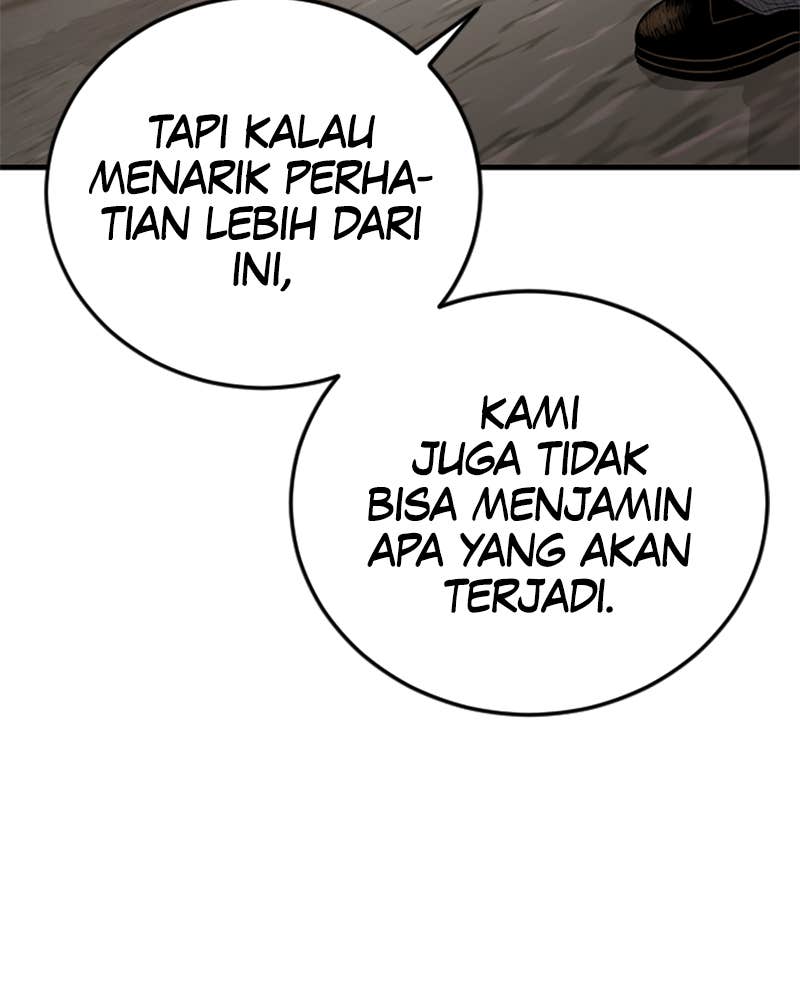 TAPI KALAU
MENARIK PERHA-
TIAN LEBIH DARI
INI,
KAMI
JUGA TIDAK
BISA MENJAMIN
APA YANG AKAN
TERJADI.